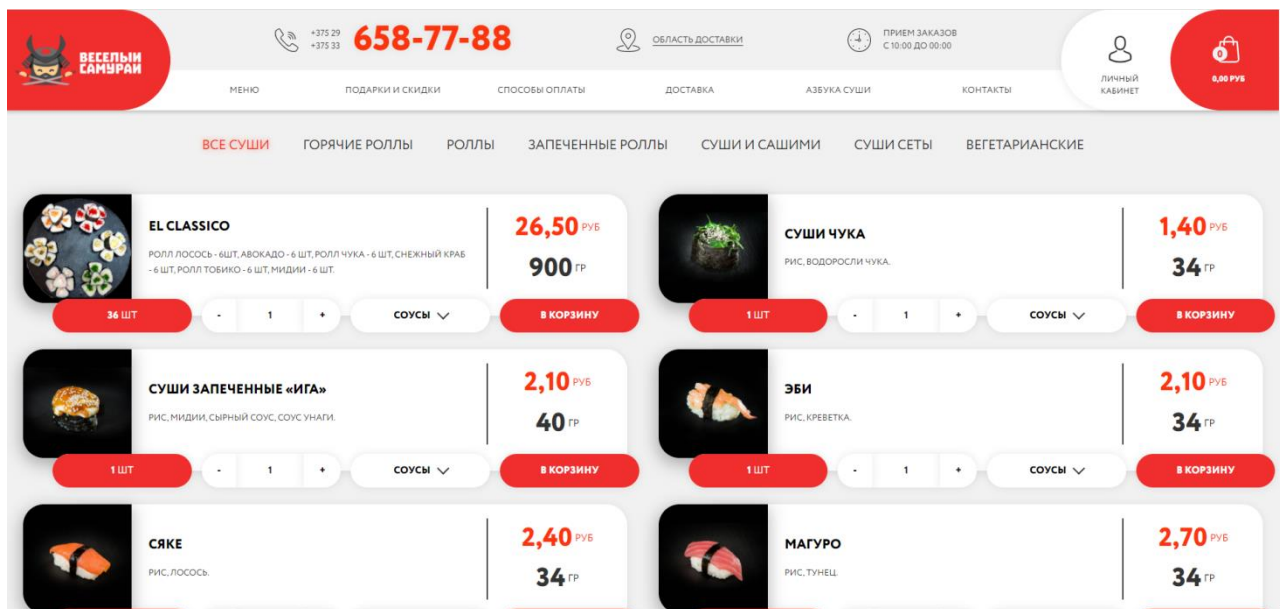 ВЕСЕЛЫЙ
САМУРАЙ
+375 29
+375 33
658-77-88
ОБЛАСТЬ ДОСТАВКИ
ПРИЕМ ЗАКАЗОВ
С 10:00 ДО 00:00
ЛИЧНЫЙ
КАБИНЕТ
0
0,00 РУБ
МЕНЮ ПОДАРКИ И СКИДКИ СПОСОБЫ ОПЛАТЫ ДОСТАВКА АЗБУКА СУШИ КОНТАКТЫ
ВСЕ СУШИ ГОРЯЧИЕ РОЛЛЫ РОЛЛЫ ЗАПЕЧЕННЫЕ РОЛЛЫ СУШИ И САШИМИ СУШИ СЕТЫ ВЕГЕТАРИАНСКИЕ
EL CLASSICO
РОЛЛ ЛОСОСЬ - 6ШТ, АВОКАДО - 6 ШТ, РОЛЛ ЧУКА - 6 ШТ, СНЕЖНЫЙ КРАБ
- 6 ШТ, РОЛЛ ТОБИКО - 6 ШТ, МИДИИ - 6 ШТ.
26,50 РУБ
900 ГР
36 ШТ - 1 + СОУСЫ В КОРЗИНУ
СУШИ ЧУКА
РИС, ВОДОРОСЛИ ЧУКА.
1,40 РУБ
34 ГР
1 ШТ - 1 + СОУСЫ В КОРЗИНУ
СУШИ ЗАПЕЧЕННЫЕ «ИГА»
РИС, МИДИИ, СЫРНЫЙ СОУС, СОУС УНАГИ.
2,10 РУБ
40 ГР
1 ШТ - 1 + СОУСЫ В КОРЗИНУ
ЭБИ
РИС, КРЕВЕТКА.
2,10 РУБ
34 ГР
1 ШТ - 1 + СОУСЫ В КОРЗИНУ
СЯКЕ
РИС, ЛОСОСЬ.
2,40 РУБ
34 ГР
МАГУРО
РИС, ТУНЕЦ.
2,70 РУБ
34 ГР